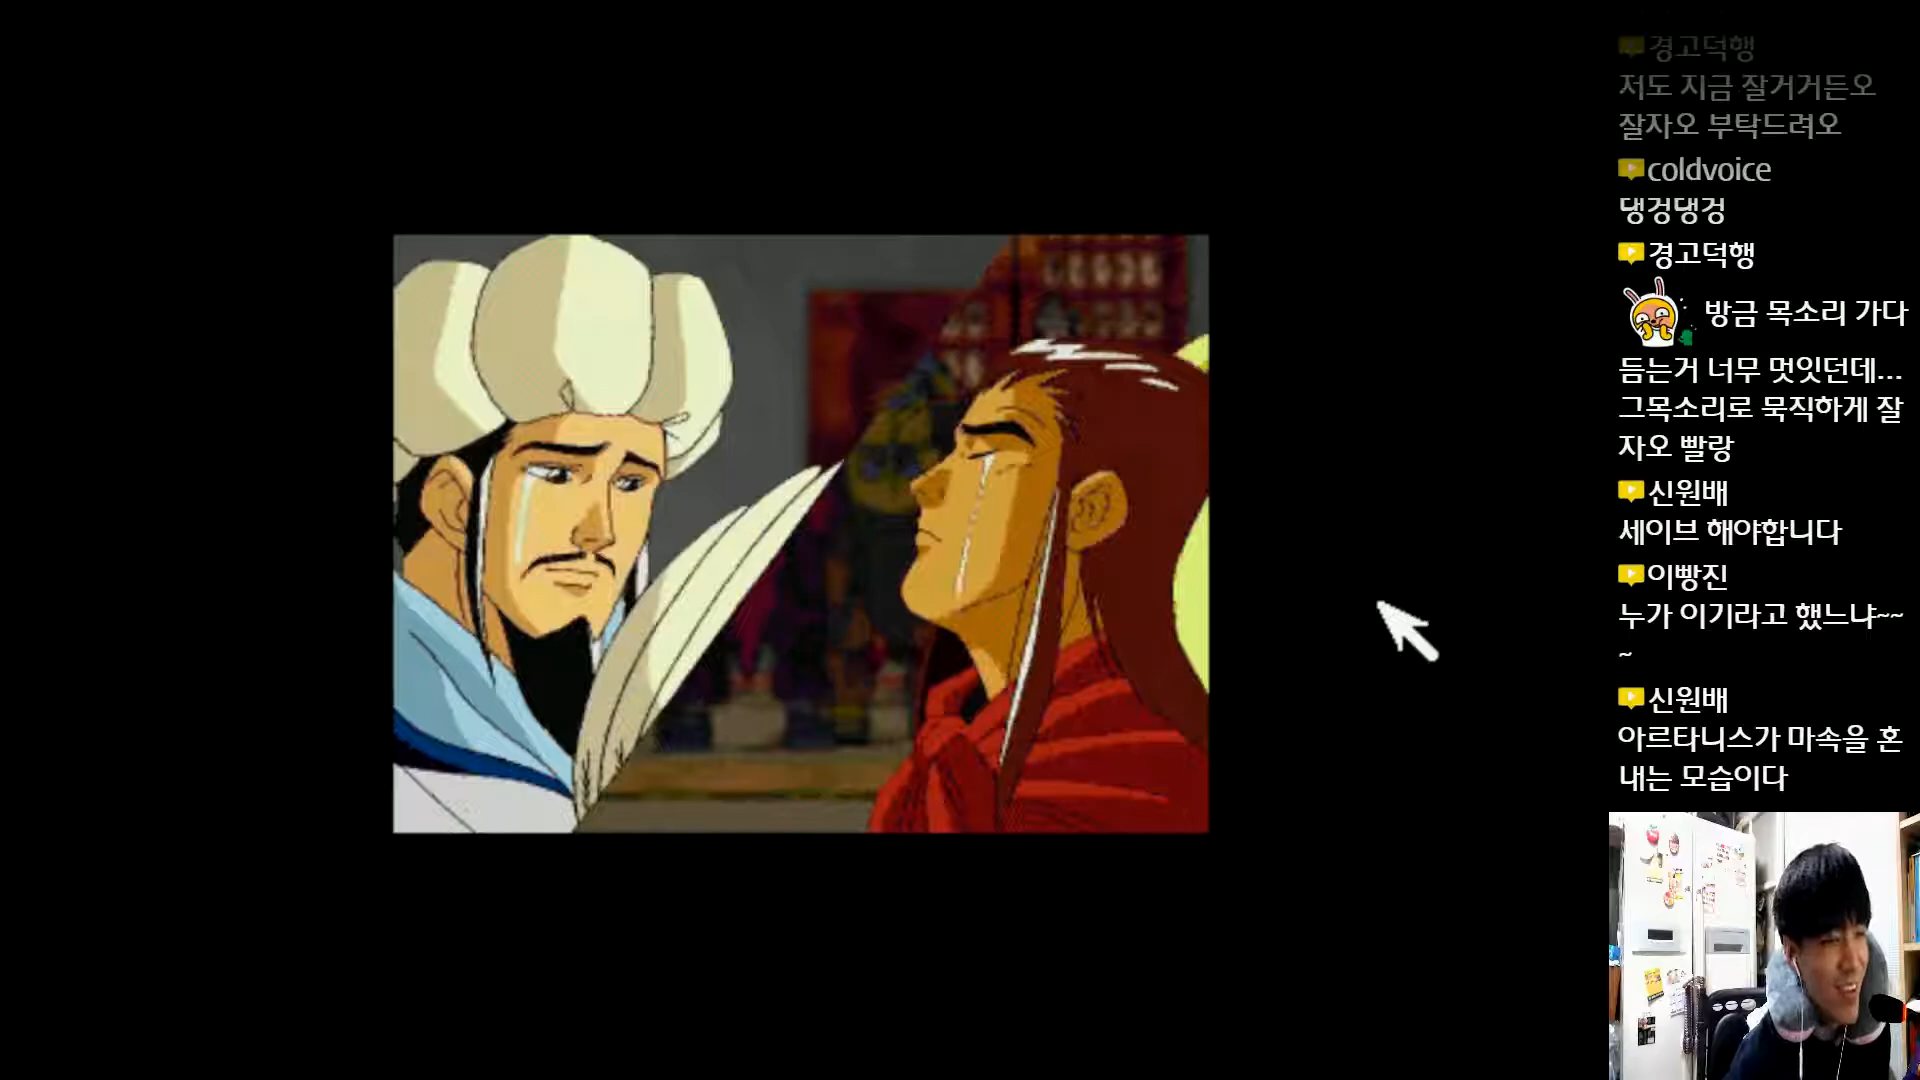 경고덕행
저도 지금 잘거거든오
잘자오 부탁드려오
coldvoice
댕겅댕겅
경고덕행
방금 목소리 가다
듬는거 너무 멋잇던데...
그목소리로 묵직하게 잘
자오 빨랑
신원배
세이브 해야합니다
이빵진
누가 이기라고 했느냐~~
~
신원배
아르타니스가 마속을 혼
내는 모습이다